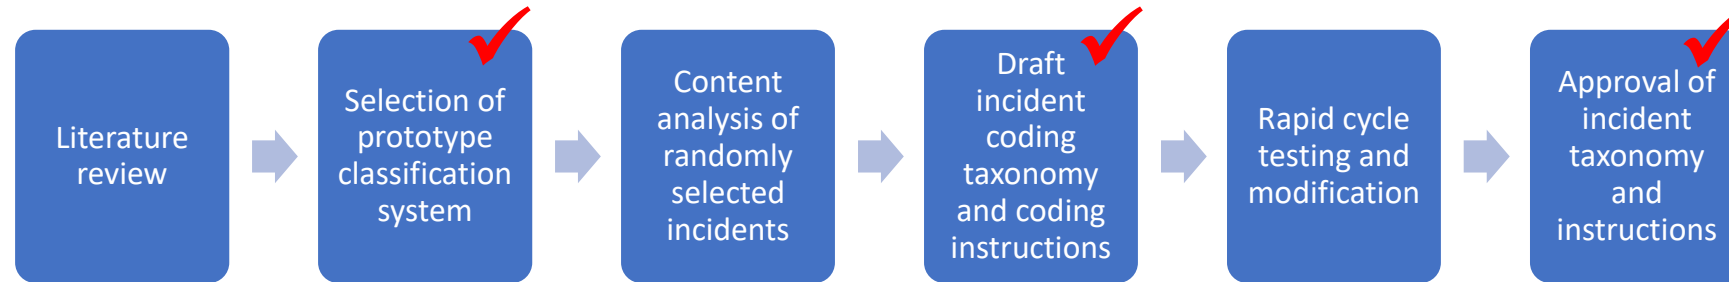 Literature
review
Selection of
prototype
classification
system
Content
analysis of
randomly
selected
incidents
Draft
incident
coding
taxonomy
and coding
instructions
Rapid cycle
testing and
modification
Approval of
incident
taxonomy
and
instructions